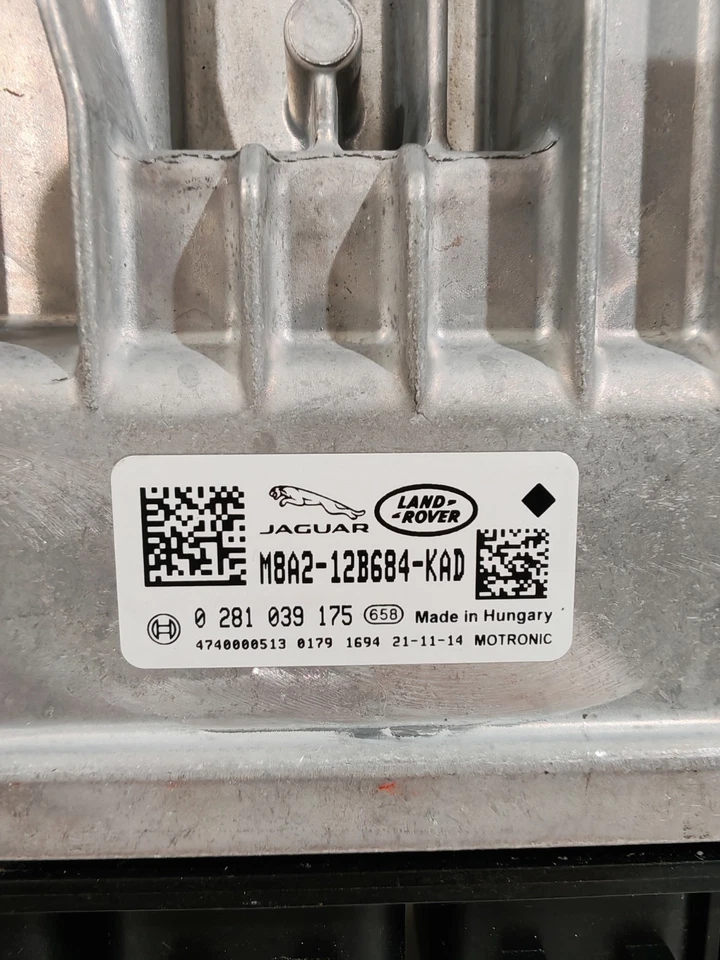 JAGUAR
LAND-
-ROVER
M8A2-12B684-KAD
0 281 039 175 658 Made in Hungary
4740000513 0179 1694 21-11-14 MOTRONIC